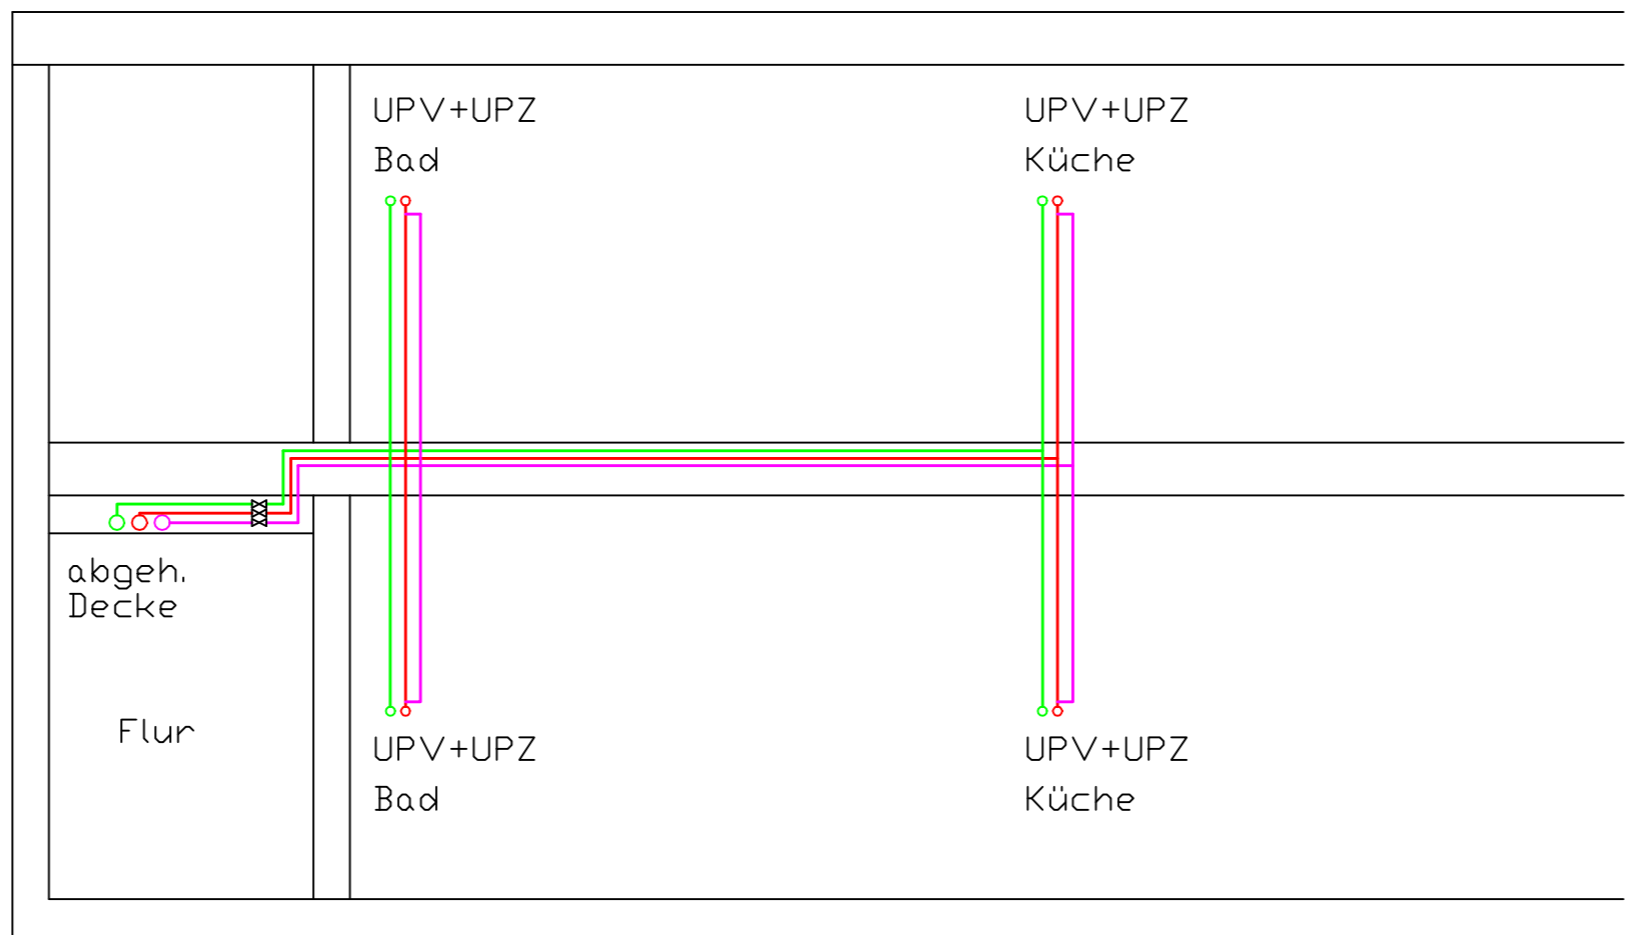 UPV+UPZ
Bad
UPV+UPZ
Küche
abgeh.
Decke
Flur
UPV+UPZ
Bad
UPV+UPZ
Küche